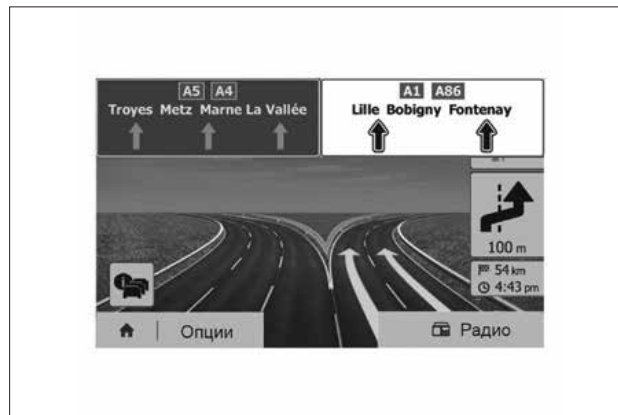 A5 A4
Troyes Metz Marne La Vallée
A1 A86
Lille Bobigny Fontenay
100 m
54 km
4:43 pm
Опции
Радио